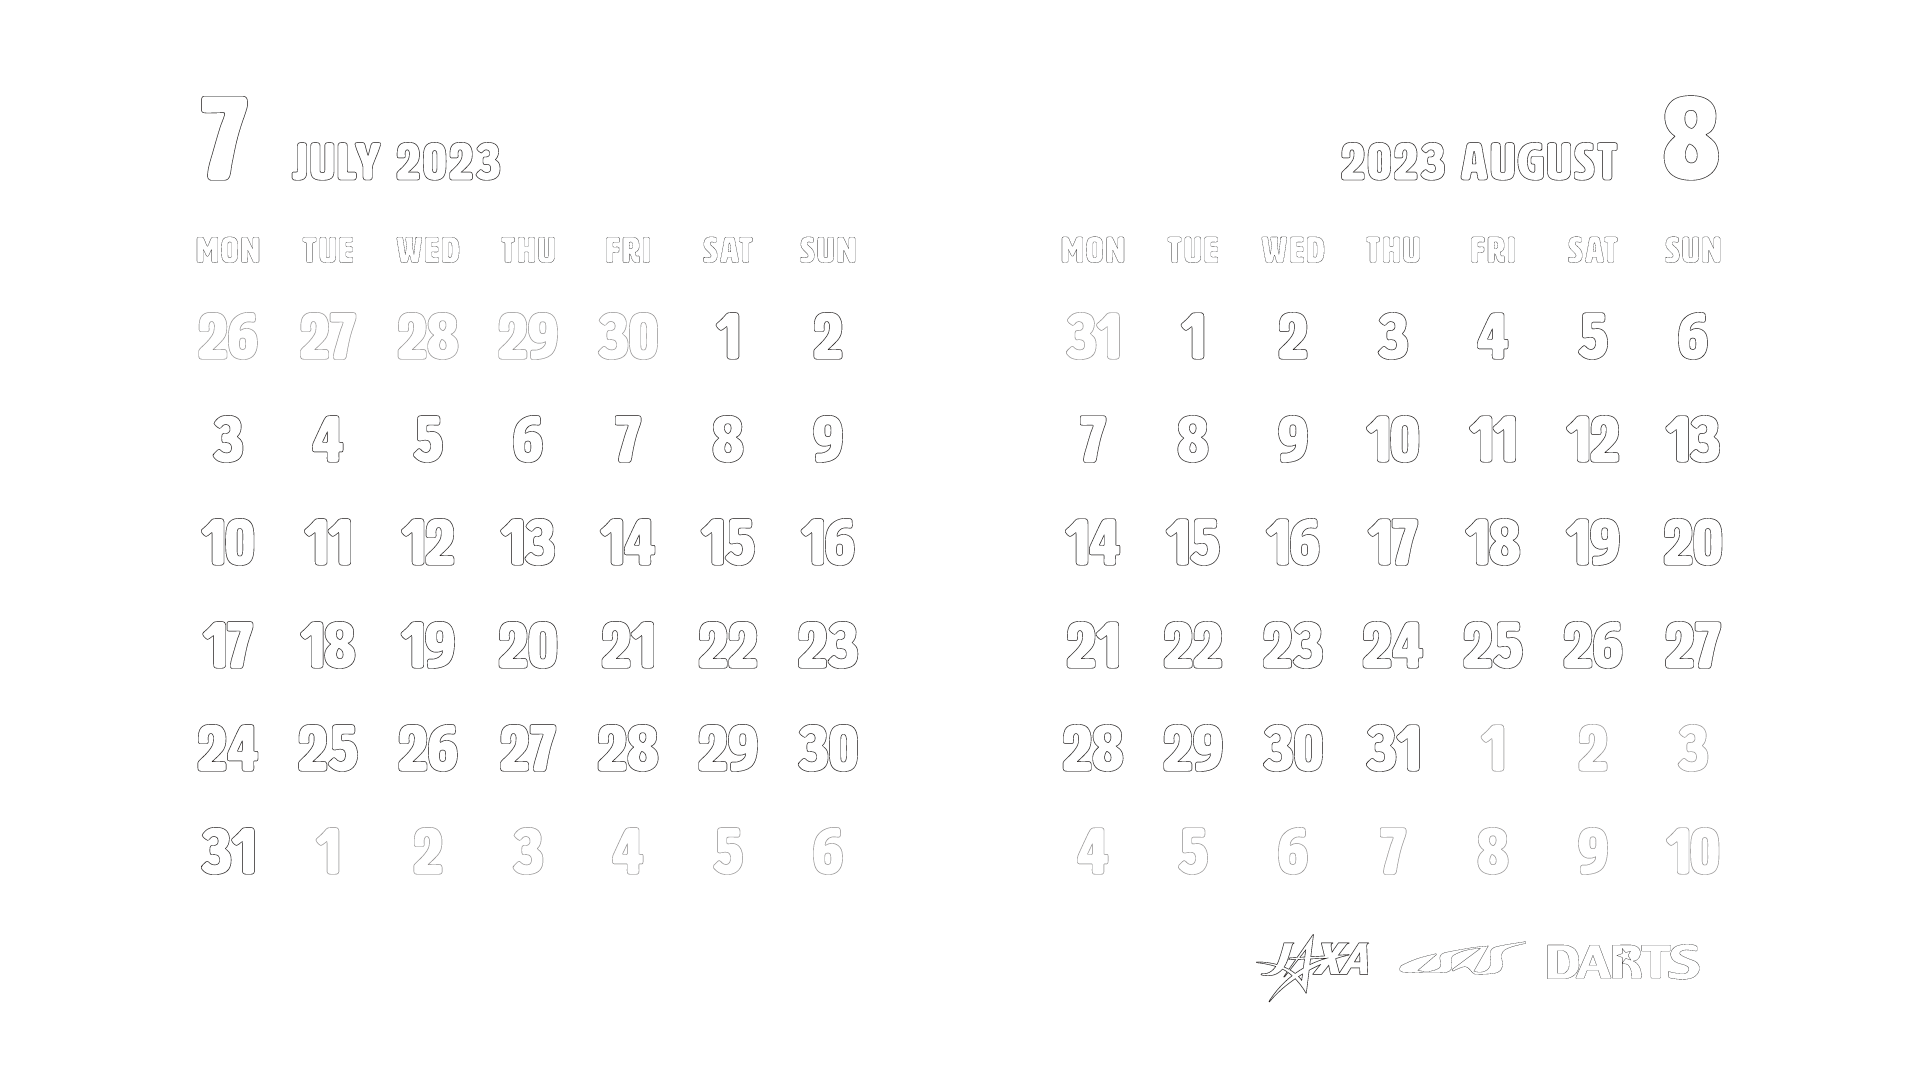 7 JULY 2023
MON TUE WED THU FRI SAT SUN
26 27 28 29 30 1 2
3 4 5 6 7 8 9
10 11 12 13 14 15 16
17 18 19 20 21 22 23
24 25 26 27 28 29 30
31 1 2 3 4 5 6
2023 AUGUST 8
MON TUE WED THU FRI SAT SUN
31 1 2 3 4 5 6
7 8 9 10 11 12 13
14 15 16 17 18 19 20
21 22 23 24 25 26 27
28 29 30 31 1 2 3
4 5 6 7 8 9 10
JAXA ISAS DARTS